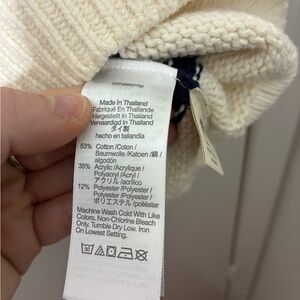 Made In Thailand
Fabriqué En Thaïlande
Hergestellt In Thailand
Vervaardigd in Thailand
タイ製
hecho en tailandia
53% Cotton /Coton /
Baumwolle /Katoen / 綿 /
algodón
35% Acrylic /Acrylique /
Polyacryl /Acryl /
アクリル /acrílico
12% Polyester/Polyester /
Polyester/Polyester /
ポリエステル /poliéster
Machine Wash Cold With Like
Colors. Non-Chlorine Bleach
Only. Tumble Dry Low. Iron
On Lowest Setting.